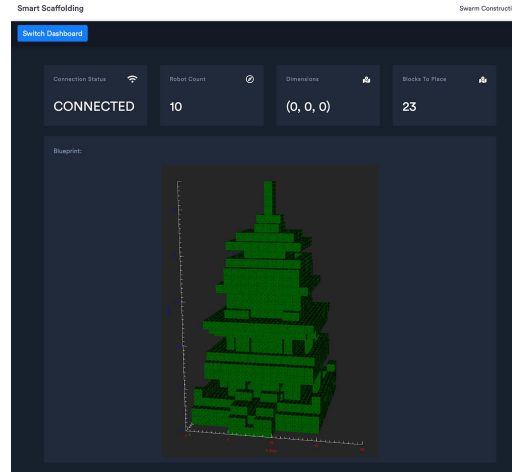 Smart Scaffolding
Swarm Constructi
Switch Dashboard
Connection Status
CONNECTED
Robot Count
10
Dimensions
(0, 0, 0)
Blocks To Place
23
Blueprint: